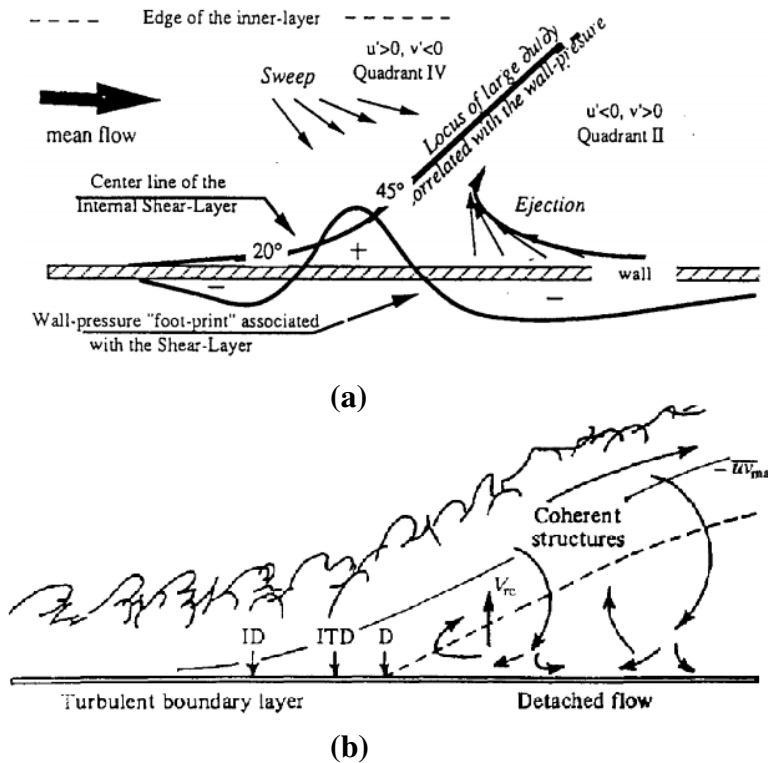 Edge of the inner-layer
u'>0, v'<0
Quadrant IV
Sweep
mean flow
Locus of large du/dy
correlated with the wall-presure
u'<0, v'>0
Quadrant II
Center line of the
Internal Shear-Layer
45°
Ejection
20°
+
wall
−
−
Wall-pressure "foot-print" associated
with the Shear-Layer
(a)
Coherent
structures
V
ID
ITD
D
Turbulent boundary layer
Detached flow
(b)